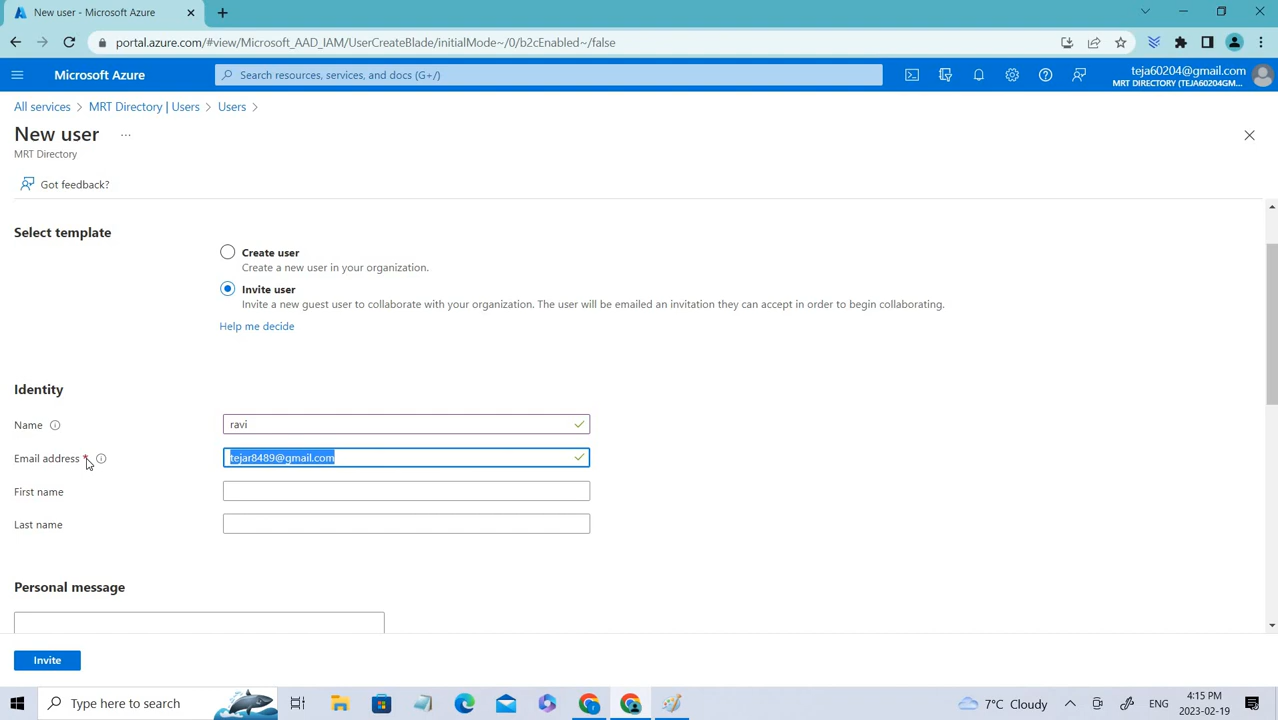 New user - Microsoft Azure
portal.azure.com/#view/Microsoft_AAD_IAM/UserCreateBlade/initialMode~/0/b2cEnabled~/false
Microsoft Azure
Search resources, services, and docs (G+/)
teja60204@gmail.com
MRT DIRECTORY (TEJA60204GM...
All services > MRT Directory | Users > Users >
New user ...
MRT Directory
Got feedback?
Select template
Create user
Create a new user in your organization.
Invite user
Invite a new guest user to collaborate with your organization. The user will be emailed an invitation they can accept in order to begin collaborating.
Help me decide
Identity
Name
ravi
Email address *
tejar8489@gmail.com
First name
Last name
Personal message
Invite
Type here to search
7°C Cloudy
ENG
4:15 PM
2023-02-19